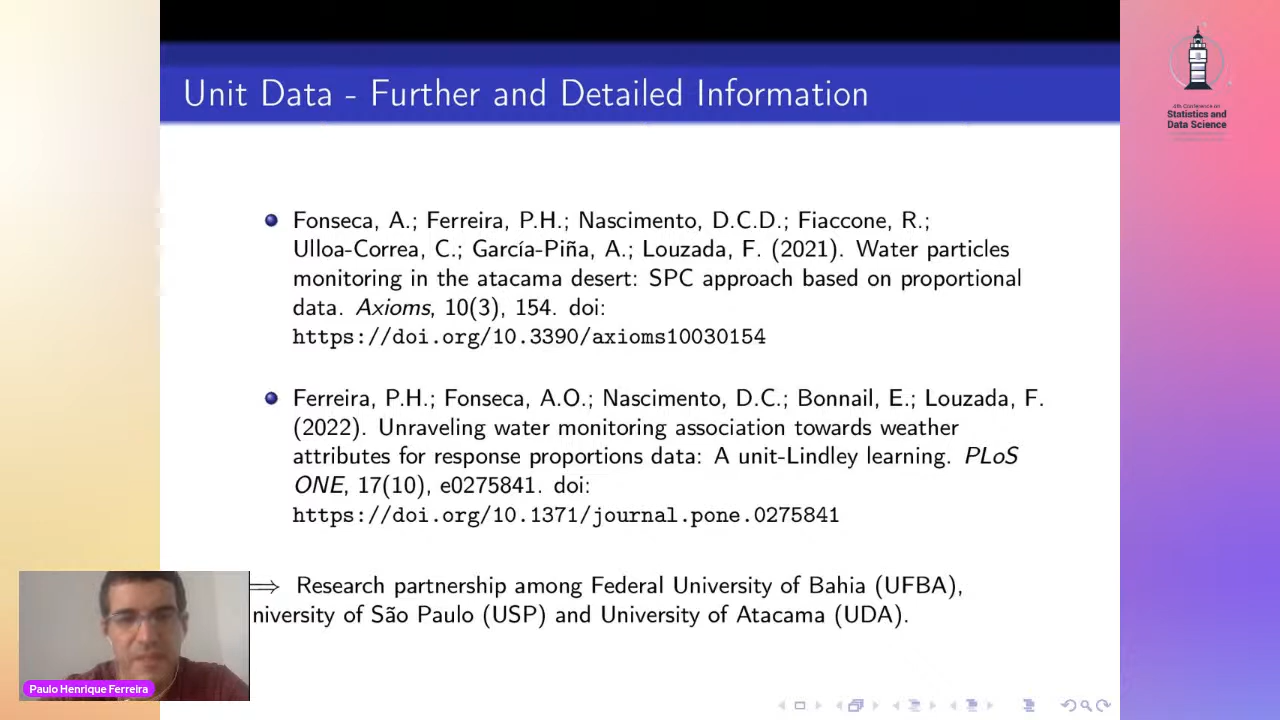 Unit Data - Further and Detailed Information
4th Conference on
Statistics and
Data Science
Fonseca, A.; Ferreira, P.H.; Nascimento, D.C.D.; Fiaccone, R.;
Ulloa-Correa, C.; García-Piña, A.; Louzada, F. (2021). Water particles
monitoring in the atacama desert: SPC approach based on proportional
data. Axioms, 10(3), 154. doi:
https://doi.org/10.3390/axioms10030154
Ferreira, P.H.; Fonseca, A.O.; Nascimento, D.C.; Bonnail, E.; Louzada, F.
(2022). Unraveling water monitoring association towards weather
attributes for response proportions data: A unit-Lindley learning. PLoS
ONE, 17(10), e0275841. doi:
https://doi.org/10.1371/journal.pone.0275841
⟹ Research partnership among Federal University of Bahia (UFBA),
niversity of São Paulo (USP) and University of Atacama (UDA).
Paulo Henrique Ferreira